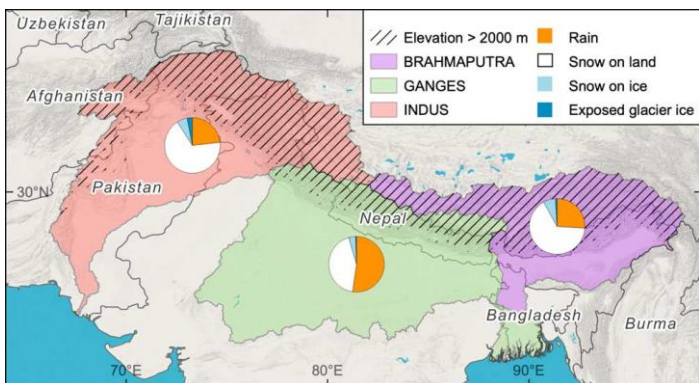 Uzbekistan
Tajikistan
Afghanistan
Pakistan
30°N
Nepal
Bangladesh
Burma
70°E
80°E
90°E
Elevation > 2000 m
BRAHMAPUTRA
GANGES
INDUS
Rain
Snow on land
Snow on ice
Exposed glacier ice